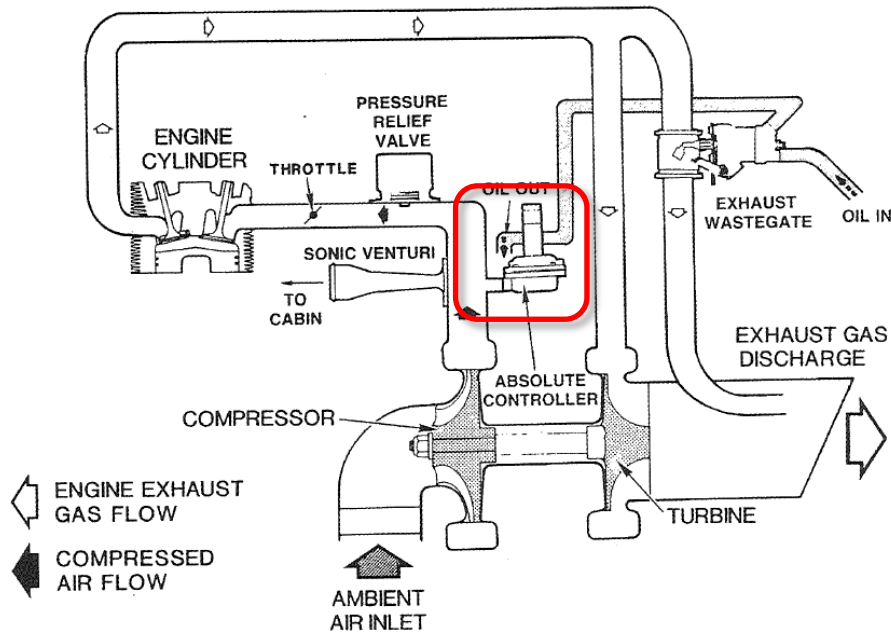 PRESSURE
RELIEF
VALVE
ENGINE
CYLINDER
THROTTLE
OIL OUT
EXHAUST
WASTEGATE
OIL IN
SONIC VENTURI
TO
CABIN
ABSOLUTE
CONTROLLER
EXHAUST GAS
DISCHARGE
COMPRESSOR
TURBINE
ENGINE EXHAUST
GAS FLOW
COMPRESSED
AIR FLOW
AMBIENT
AIR INLET